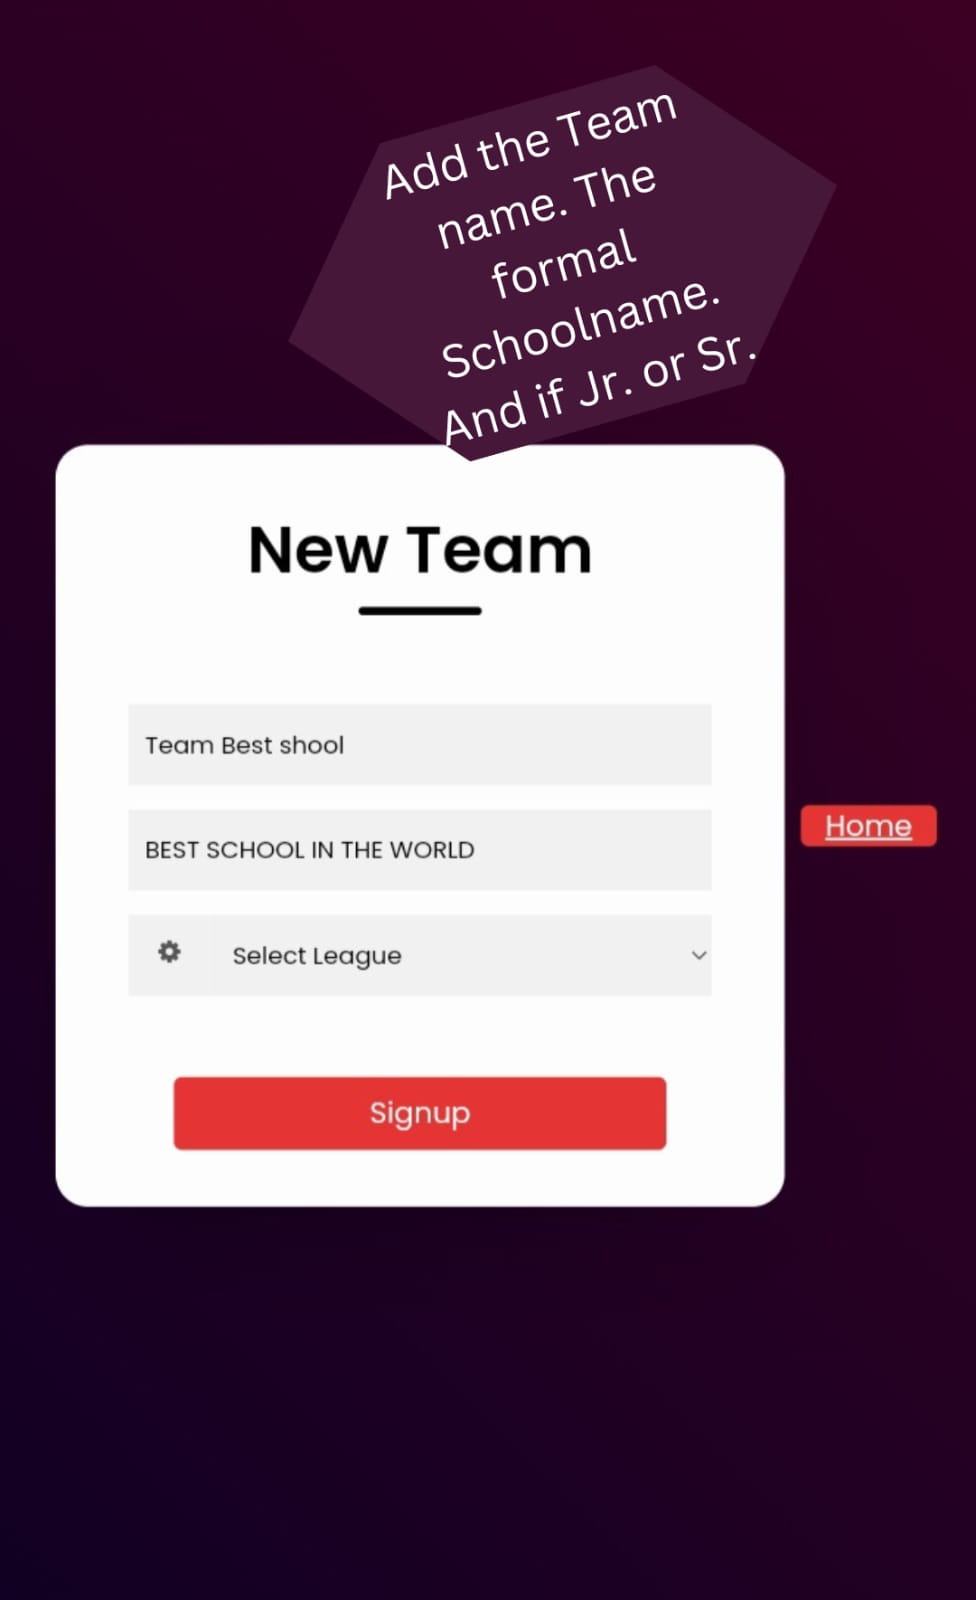 Add the Team
name. The
formal
Schoolname.
And if Jr. or Sr.
New Team
Team Best shool
BEST SCHOOL IN THE WORLD
Home
Select League
Signup